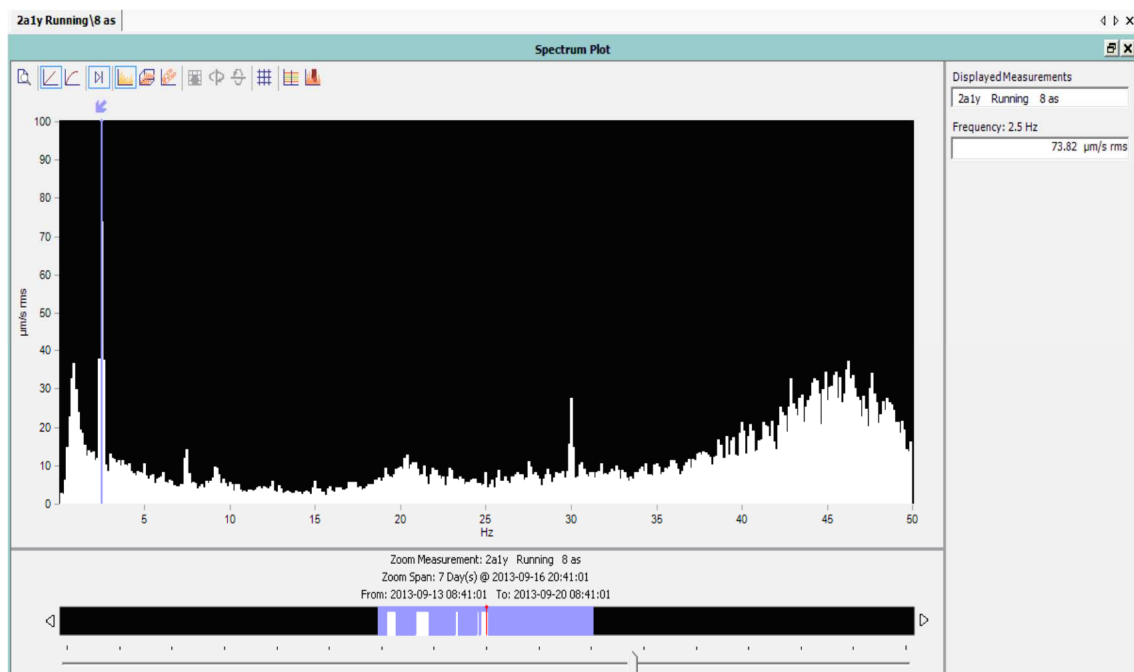 2a1y Running\8 as
Spectrum Plot
Displayed Measurements
2a1y Running 8 as
Frequency: 2.5 Hz
73.82 µm/s rms
100
90
80
70
60
50
40
30
20
10
0
µm/s rms
5 10 15 20 25 30 35 40 45 50
Hz
Zoom Measurement: 2a1y Running 8 as
Zoom Span: 7 Day(s) @ 2013-09-16 20:41:01
From: 2013-09-13 08:41:01 To: 2013-09-20 08:41:01